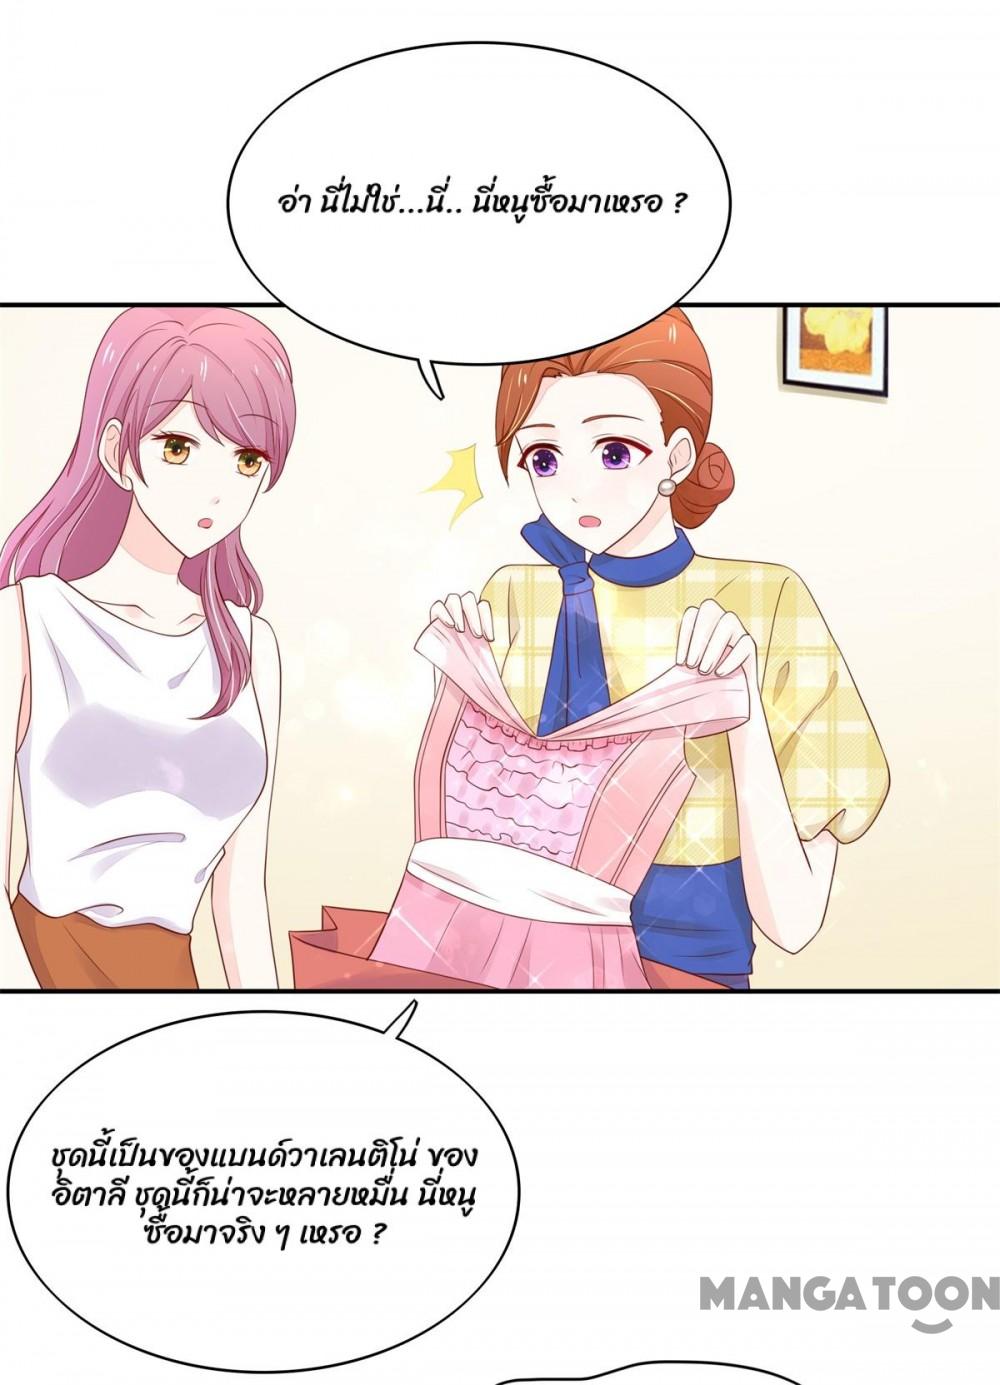 อ๋า นี่ไม่ใช่...นี่.. นี่หนูซื้อมาเหรอ ?
ชุดนี้เป็นของแบนด์วาเลนติโน่ ของ
อิตาลี ชุดนี้ก็น่าจะหลายหมื่น นี่หนู
ซื้อมาจริง ๆ เหรอ ?
MANGATOON